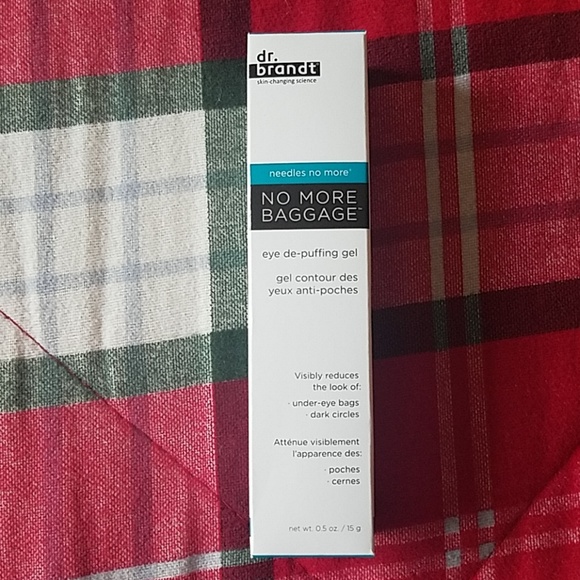 dr.
brandt
skin-changing science
needles no more™
NO MORE
BAGGAGE™
eye de-puffing gel
gel contour des
yeux anti-poches
Visibly reduces
the look of:
· under-eye bags
· dark circles
Atténue visiblement
l'apparence des:
· poches
· cernes
net wt. 0.5 oz. / 15 g